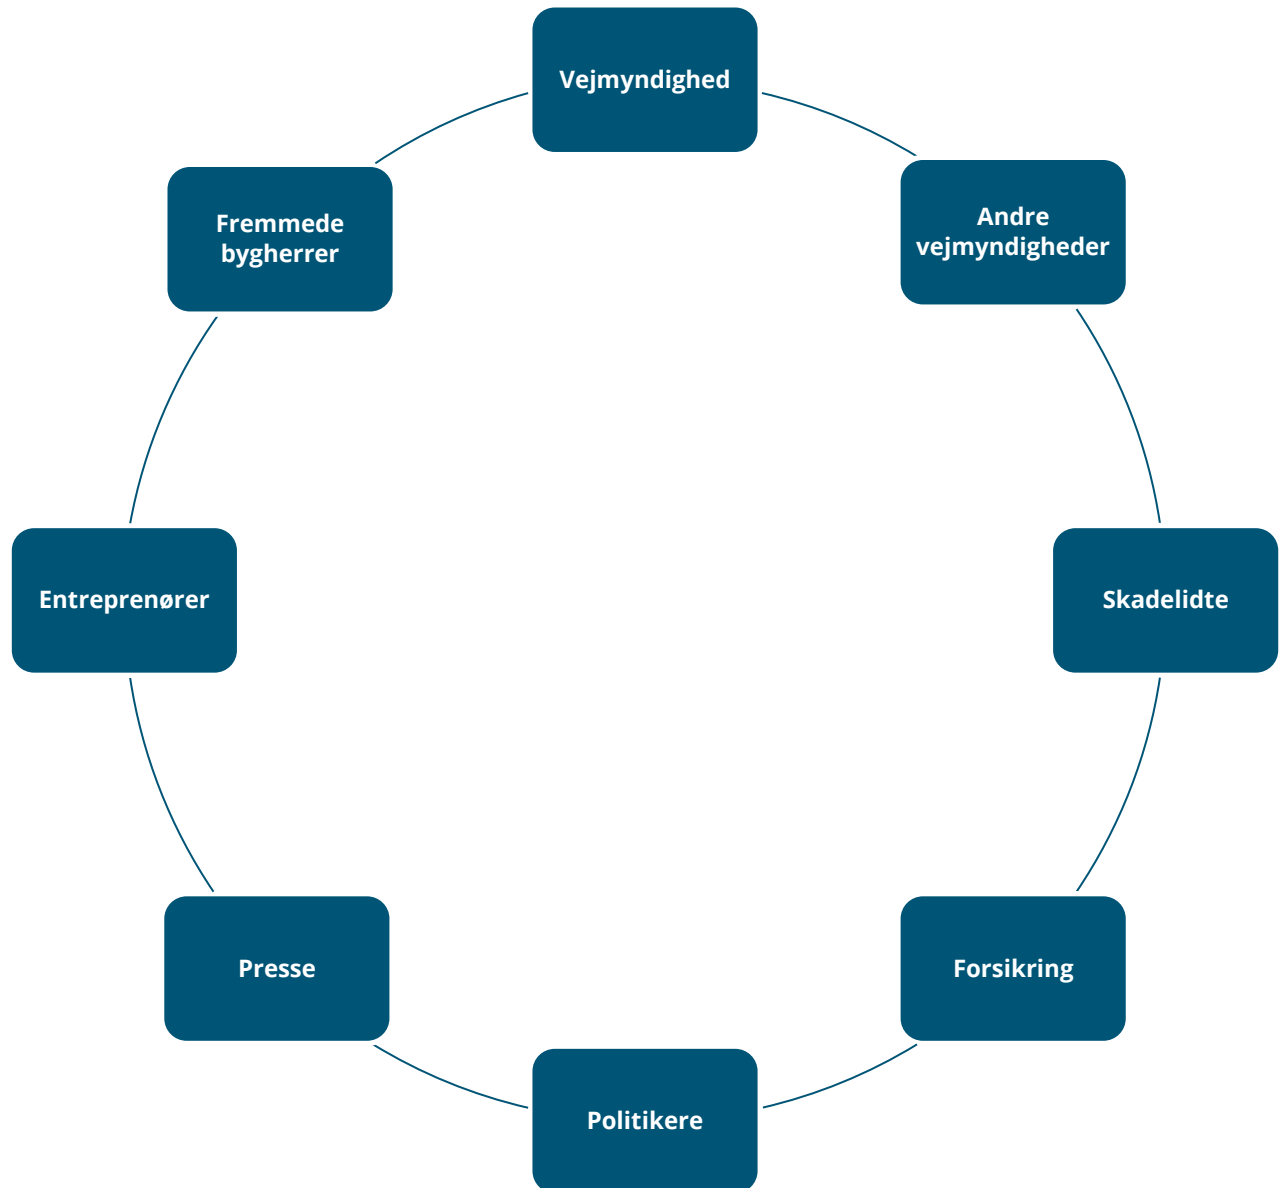 Vejmyndighed
Andre
vejmyndigheder
Skadelidte
Forsikring
Politikere
Presse
Entreprenører
Fremmede
bygherrer